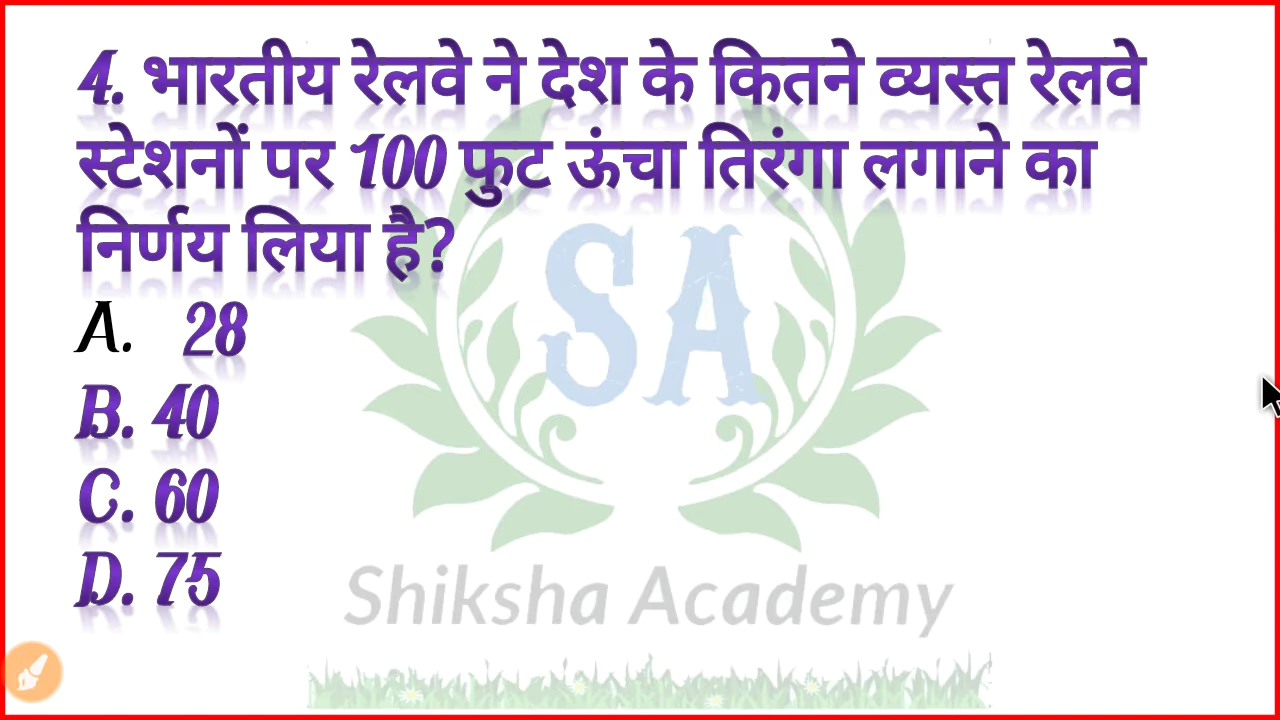 4. भारतीय रेलवे ने देश के कितने व्यस्त रेलवे
स्टेशनों पर 100 फुट ऊंचा तिरंगा लगाने का
निर्णय लिया है?
A. 28
B. 40
C. 60
D. 75
SA
Shiksha Academy